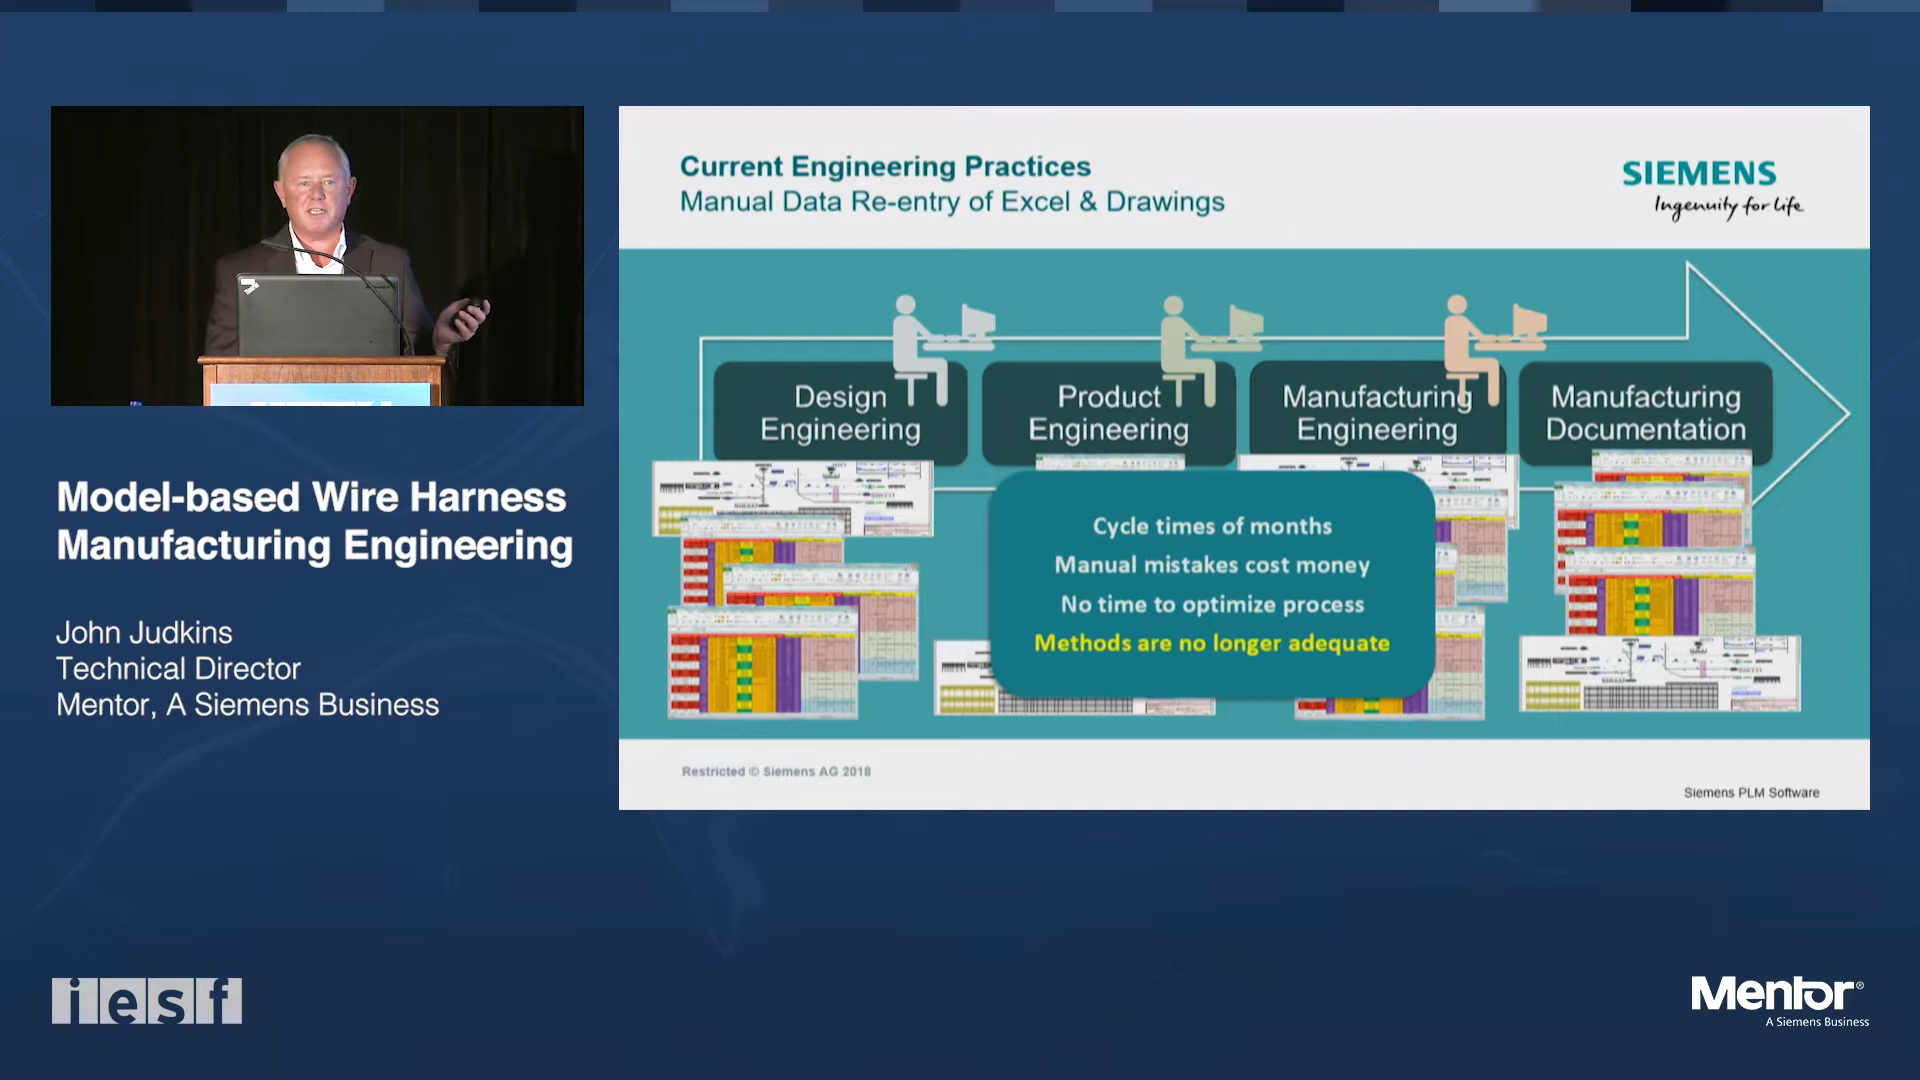 Current Engineering Practices
Manual Data Re-entry of Excel & Drawings
SIEMENS
Ingenuity for life
Design
Engineering
Product
Engineering
Manufacturing
Engineering
Manufacturing
Documentation
Cycle times of months
Manual mistakes cost money
No time to optimize process
Methods are no longer adequate
Restricted © Siemens AG 2018
Siemens PLM Software
Model-based Wire Harness
Manufacturing Engineering
John Judkins
Technical Director
Mentor, A Siemens Business
iesf
Mentor®
A Siemens Business